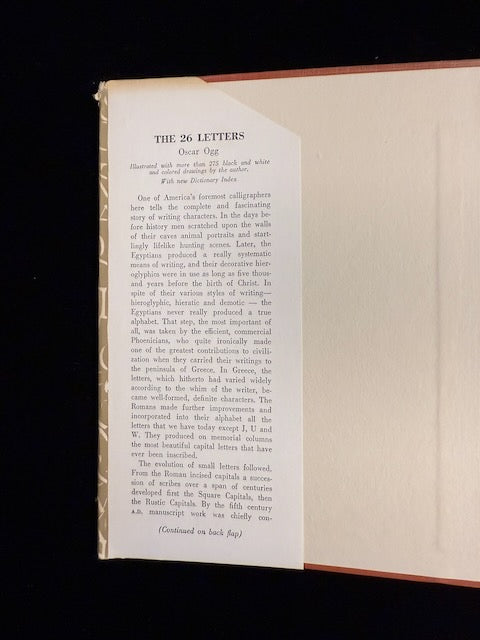 THE 26 LETTERS
Oscar Ogg
Illustrated with more than 275 black and white
and colored drawings by the author.
With new Dictionary Index
One of America's foremost calligraphers
here tells the complete and fascinating
story of writing characters. In the days be-
fore history men scratched upon the walls
of their caves animal portraits and start-
lingly lifelike hunting scenes. Later, the
Egyptians produced a really systematic
means of writing, and their decorative hier-
oglyphics were in use as long as five thous-
and years before the birth of Christ. In
spite of their various styles of writing—
hieroglyphic, hieratic and demotic — the
Egyptians never really produced a true
alphabet. That step, the most important of
all, was taken by the efficient, commercial
Phoenicians, who quite ironically made
one of the greatest contributions to civili-
zation when they carried their writings to
the peninsula of Greece. In Greece, the
letters, which hitherto had varied widely
according to the whim of the writer, be-
came well-formed, definite characters. The
Romans made further improvements and
incorporated into their alphabet all the
letters that we have today except J, U and
W. They produced on memorial columns
the most beautiful capital letters that have
ever been inscribed.
The evolution of small letters followed.
From the Roman incised capitals a succes-
sion of scribes over a span of centuries
developed first the Square Capitals, then
the Rustic Capitals. By the fifth century
A.D. manuscript work was chiefly con-
(Continued on back flap)